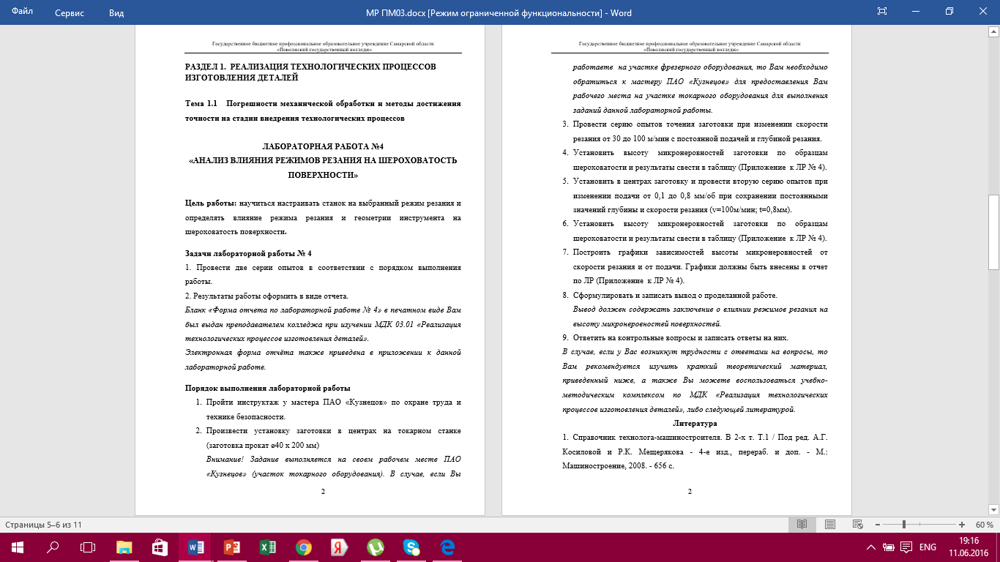 Файл
Сервис
Вид
МР ПМ03.docx [Режим ограниченной функциональности] - Word
Государственное бюджетное профессиональное образовательное учреждение Самарской области
«Поволжский государственный колледж»
РАЗДЕЛ 1. РЕАЛИЗАЦИЯ ТЕХНОЛОГИЧЕСКИХ ПРОЦЕССОВ
ИЗГОТОВЛЕНИЯ ДЕТАЛЕЙ
Тема 1.1 Погрешности механической обработки и методы достижения
точности на стадии внедрения технологических процессов
ЛАБОРАТОРНАЯ РАБОТА №4
«АНАЛИЗ ВЛИЯНИЯ РЕЖИМОВ РЕЗАНИЯ НА ШЕРОХОВАТОСТЬ
ПОВЕРХНОСТИ»
Цель работы: научиться настраивать станок на выбранный режим резания и
определять влияние режима резания и геометрии инструмента на
шероховатость поверхности.
Задачи лабораторной работы № 4
1. Провести две серии опытов в соответствии с порядком выполнения
работы.
2. Результаты работы оформить в виде отчета.
Бланк «Форма отчета по лабораторной работе № 4» в печатном виде Вам
был выдан преподавателем колледжа при изучении МДК 03.01 «Реализация
технологических процессов изготовления деталей».
Электронная форма отчёта также приведена в приложении к данной
лабораторной работе.
Порядок выполнения лабораторной работы
1. Пройти инструктаж у мастера ПАО «Кузнецов» по охране труда и
технике безопасности.
2. Произвести установку заготовки в центрах на токарном станке
(заготовка прокат ø40 х 200 мм)
Внимание! Задание выполняется на своем рабочем месте ПАО
«Кузнецов» (участок токарного оборудования). В случае, если Вы
2
Государственное бюджетное профессиональное образовательное учреждение Самарской области
«Поволжский государственный колледж»
работаете на участке фрезерного оборудования, то Вам необходимо
обратиться к мастеру ПАО «Кузнецов» для предоставления Вам
рабочего места на участке токарного оборудования для выполнения
заданий данной лабораторной работы.
3. Провести серию опытов точения заготовки при изменении скорости
резания от 30 до 100 м/мин с постоянной подачей и глубиной резания.
4. Установить высоту микронеровностей заготовки по образцам
шероховатости и результаты свести в таблицу (Приложение к ЛР № 4).
5. Установить в центрах заготовку и провести вторую серию опытов при
изменении подачи от 0,1 до 0,8 мм/об при сохранении постоянными
значений глубины и скорости резания (v=100м/мин; t=0,8мм).
6. Установить высоту микронеровностей заготовки по образцам
шероховатости и результаты свести в таблицу (Приложение к ЛР № 4).
7. Построить графики зависимостей высоты микронеровностей от
скорости резания и от подачи. Графики должны быть внесены в отчет
по ЛР (Приложение к ЛР № 4).
8. Сформулировать и записать вывод о проделанной работе.
Вывод должен содержать заключение о влиянии режимов резания на
высоту микронеровностей поверхностей.
9. Ответить на контрольные вопросы и записать ответы на них.
В случае, если у Вас возникнут трудности с ответами на вопросы, то
Вам рекомендуется изучить краткий теоретический материал,
приведенный ниже, а также Вы можете воспользоваться учебно-
методическим комплексом по МДК «Реализация технологических
процессов изготовления деталей», либо следующей литературой.
Литература
1. Справочник технолога-машиностроителя. В 2-х т. Т.1 / Под ред. А.Г.
Косиловой и Р.К. Мещерякова - 4-е изд., перераб. и доп. - М.:
Машиностроение, 2008. - 656 с.
2
Страницы 5–6 из 11
60 %
ENG
19:16
11.06.2016